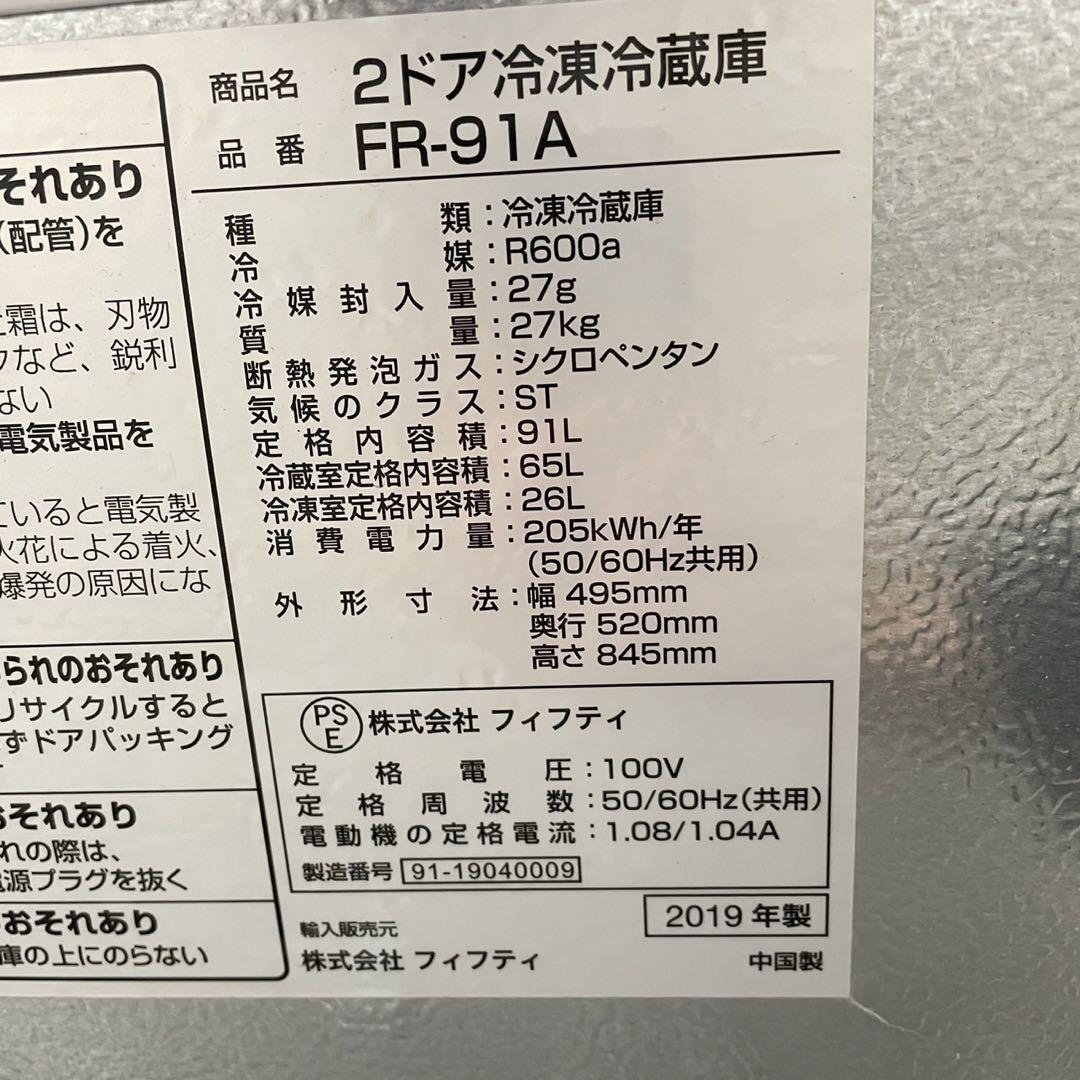 それあり
(配管)を
霜は、刃物
など、鋭利
ない
電気製品を
ていると電気製
火花による着火、
爆発の原因にな
られのおそれあり
リサイクルすると
ずドアパッキング
おそれあり
れの際は、
電源プラグを抜く
のおそれあり
庫の上にのらない
商品名 2ドア冷凍冷蔵庫
品番 FR-91A
種類:冷凍冷蔵庫
冷媒:R600a
冷媒封入量:27g
質量:27kg
断熱発泡ガス:シクロペンタン
気候のクラス:ST
定格内容積:91L
冷蔵室定格内容積:65L
冷凍室定格内容積:26L
消費電力量:205kWh/年
(50/60Hz共用)
外形寸法:幅 495mm
奥行 520mm
高さ 845mm
PSE 株式会社 フィフティ
定格電圧:100V
定格周波数:50/60Hz(共用)
電動機の定格電流:1.08/1.04A
製造番号 91-19040009
輸入販売元 2019 年製
株式会社 フィフティ 中国製